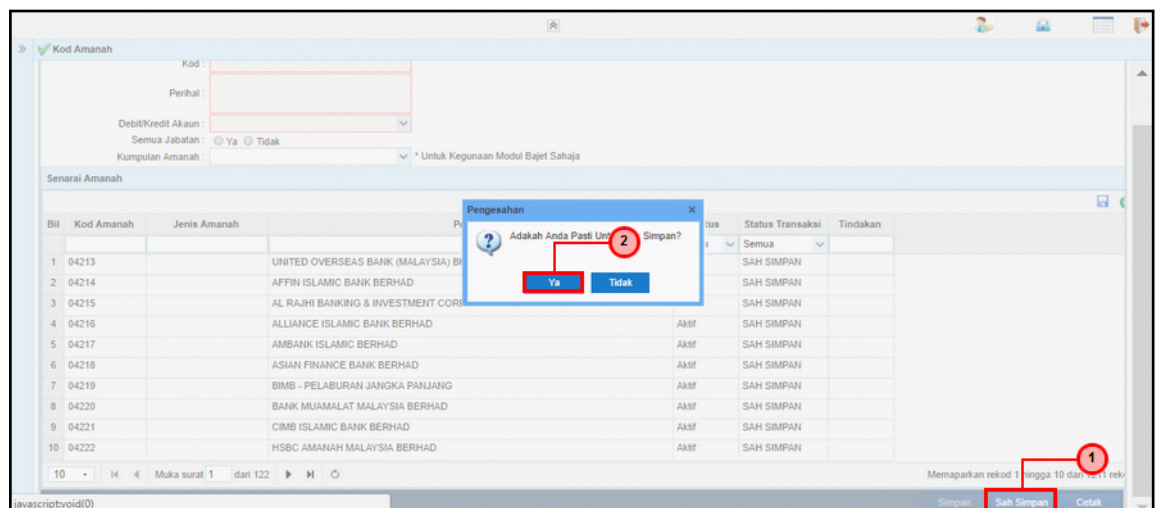 Kod Amanah
Kod :
Perihal :
Debit/Kredit Akaun :
Semua Jabatan : Ya Tidak
Kumpulan Amanah : * Untuk Kegunaan Modul Bajet Sahaja
Senarai Amanah
Pengesahan ×
Adakah Anda Pasti Simpan?
2
Ya Tidak
Bil Kod Amanah Jenis Amanah Status Transaksi Tindakan
Semua
1 04213 UNITED OVERSEAS BANK (MALAYSIA) SAH SIMPAN
2 04214 AFFIN ISLAMIC BANK BERHAD SAH SIMPAN
3 04215 AL RAJHI BANKING & INVESTMENT SAH SIMPAN
4 04216 ALLIANCE ISLAMIC BANK BERHAD Aktif SAH SIMPAN
5 04217 AMBANK ISLAMIC BERHAD Aktif SAH SIMPAN
6 04218 ASIAN FINANCE BANK BERHAD Aktif SAH SIMPAN
7 04219 BIMB - PELABURAN JANGKA PANJANG Aktif SAH SIMPAN
8 04220 BANK MUAMALAT MALAYSIA BERHAD Aktif SAH SIMPAN
9 04221 CIMB ISLAMIC BANK BERHAD Aktif SAH SIMPAN
10 04222 HSBC AMANAH MALAYSIA BERHAD Aktif SAH SIMPAN
10 Muka surat 1 dari 122 Memaparkan rekod 1 hingga 10 dari
1
javascript:void(0) Simpan Sah Simpan Cetak